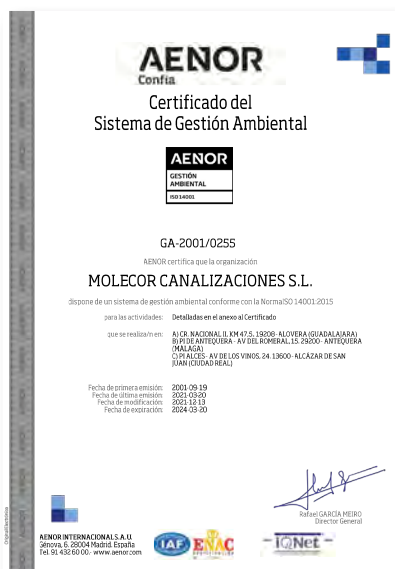 AENOR
Confía
Certificado del
Sistema de Gestión Ambiental
AENOR
GESTIÓN
AMBIENTAL
ISO 14001
GA-2001/0255
AENOR certifica que la organización
MOLECOR CANALIZACIONES S.L.
dispone de un sistema de gestión ambiental conforme con la Norma ISO 14001:2015
para las actividades: Detalladas en el anexo al Certificado
que se realiza/n en: A) CR. NACIONAL II, KM 47,5. 19208 - ALOVERA (GUADALAJARA)
B) PI DE ANTEQUERA - AV DEL ROMERAL, 15. 29200 - ANTEQUERA
(MÁLAGA)
C) PI ALCES - AV DE LOS VINOS, 24. 13600 - ALCÁZAR DE SAN
JUAN (CIUDAD REAL)
Fecha de primera emisión: 2001-09-19
Fecha de última emisión: 2021-03-20
Fecha de modificación: 2021-12-13
Fecha de expiración: 2024-03-20
Rafael GARCÍA MEIRO
Director General
AENOR INTERNACIONAL S.A.U.
Génova, 6. 28004 Madrid. España
Tel. 91 432 60 00.- www.aenor.com
IAF
ENAC
IQNet